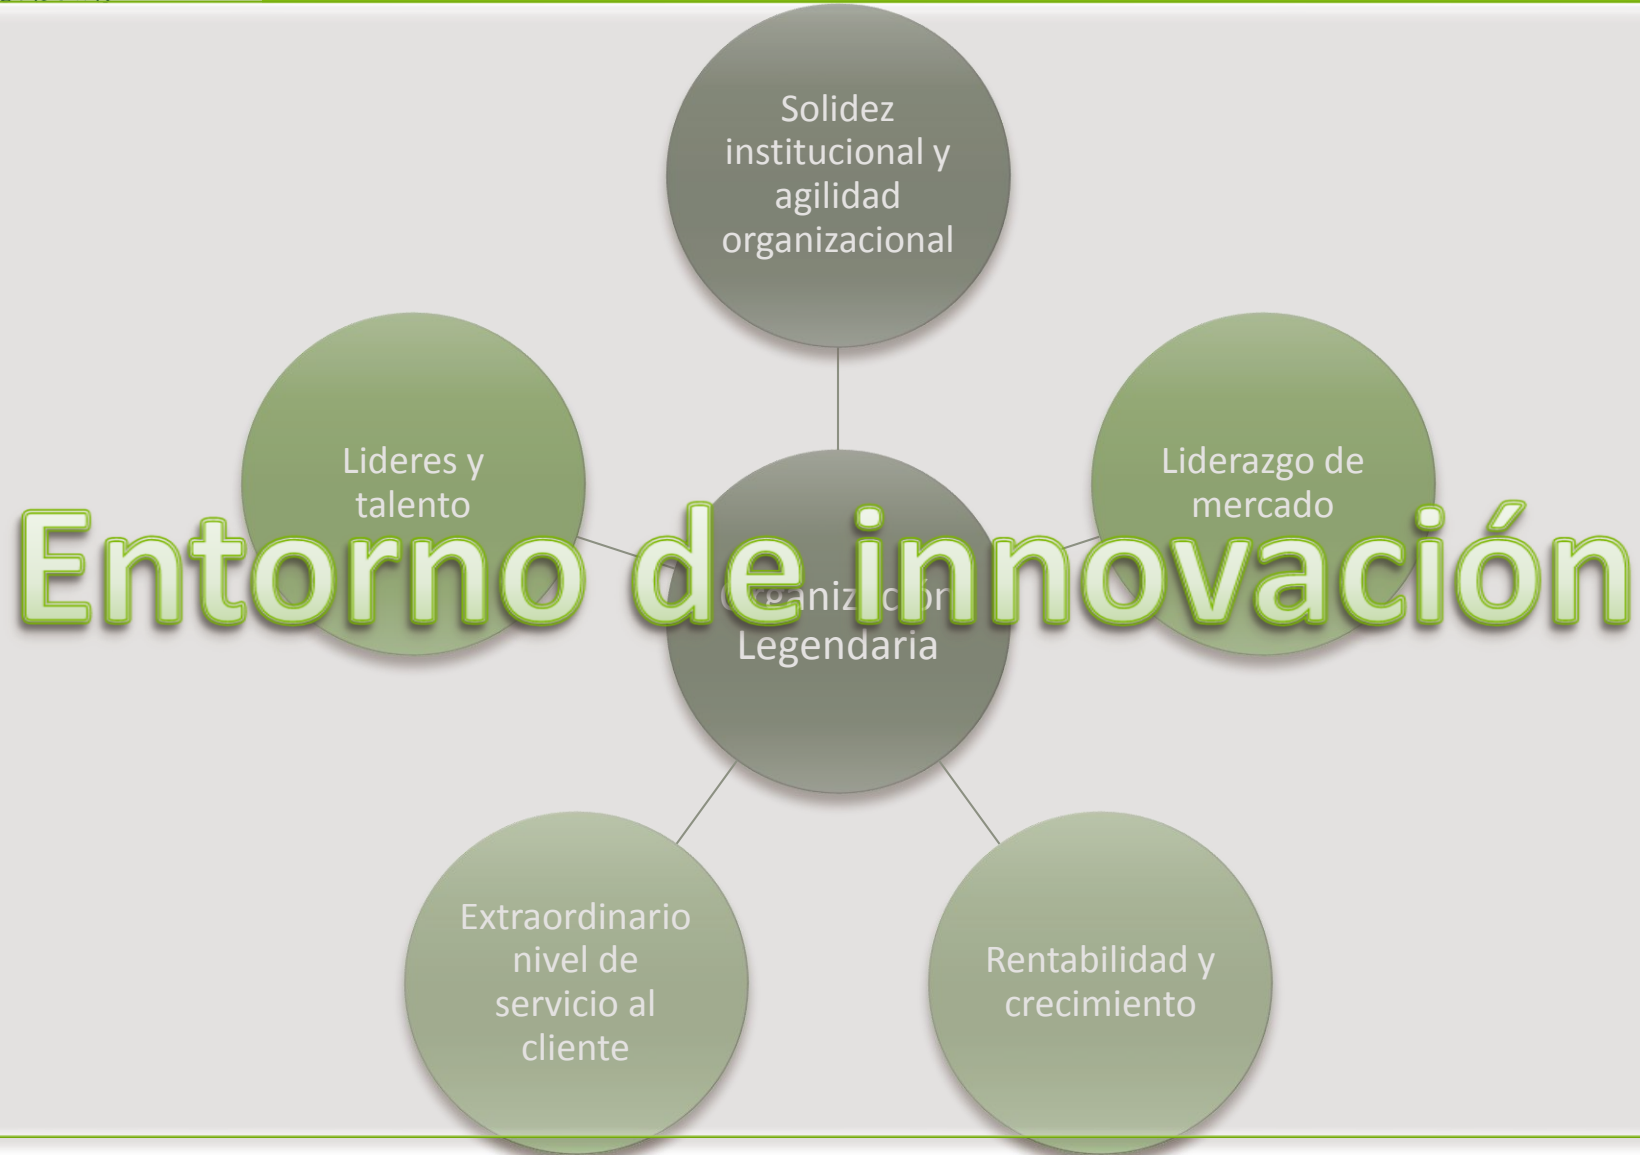 Solidez
institucional y
agilidad
organizacional
Lideres y
talento
Liderazgo de
mercado
Entorno de innovación
Organización
Legendaria
Extraordinario
nivel de
servicio al
cliente
Rentabilidad y
crecimiento